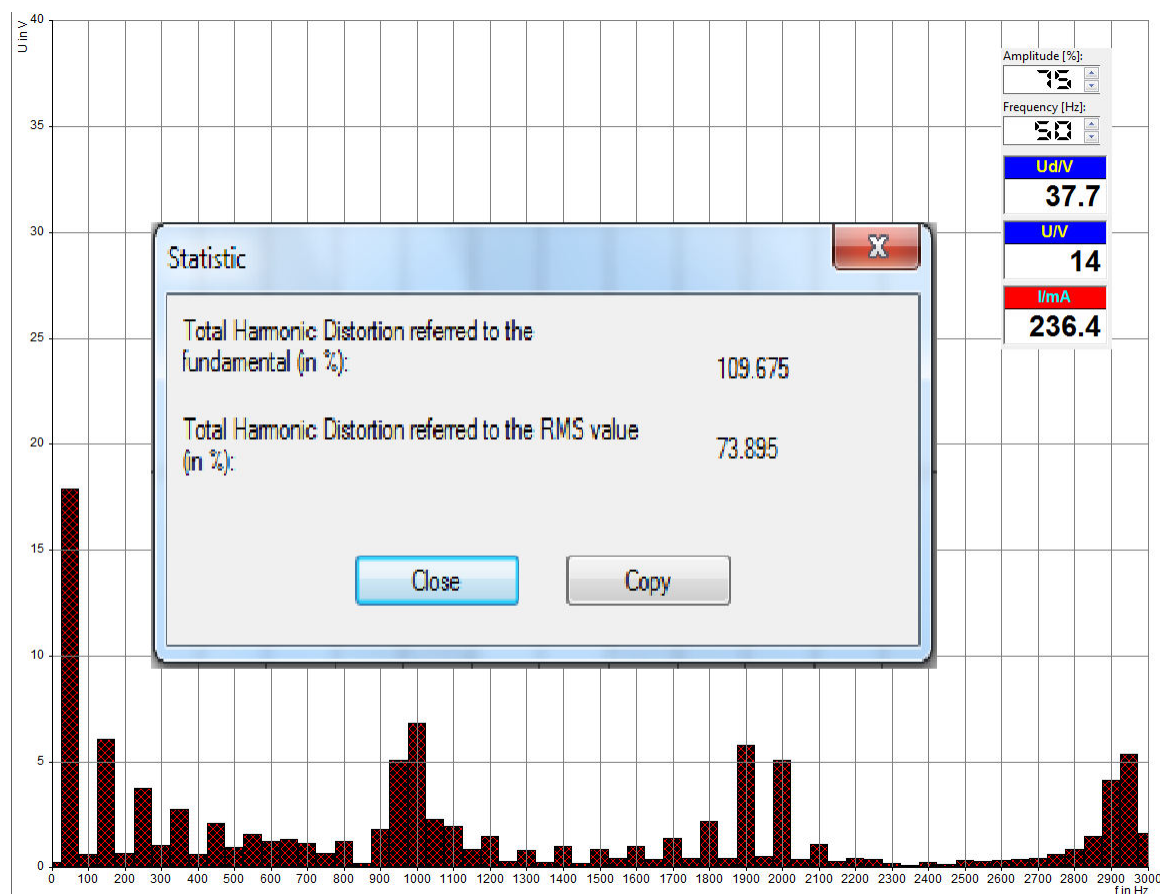 U in V
40
35
30
25
20
15
10
5
0
Amplitude [%]:
75
Frequency [Hz]:
50
Ud/V
37.7
U/V
14
I/mA
236.4
Statistic
X
Total Harmonic Distortion referred to the
fundamental (in %):
109.675
Total Harmonic Distortion referred to the RMS value
(in %):
73.895
Close
Copy
0 100 200 300 400 500 600 700 800 900 1000 1100 1200 1300 1400 1500 1600 1700 1800 1900 2000 2100 2200 2300 2400 2500 2600 2700 2800 2900 3000
f in Hz